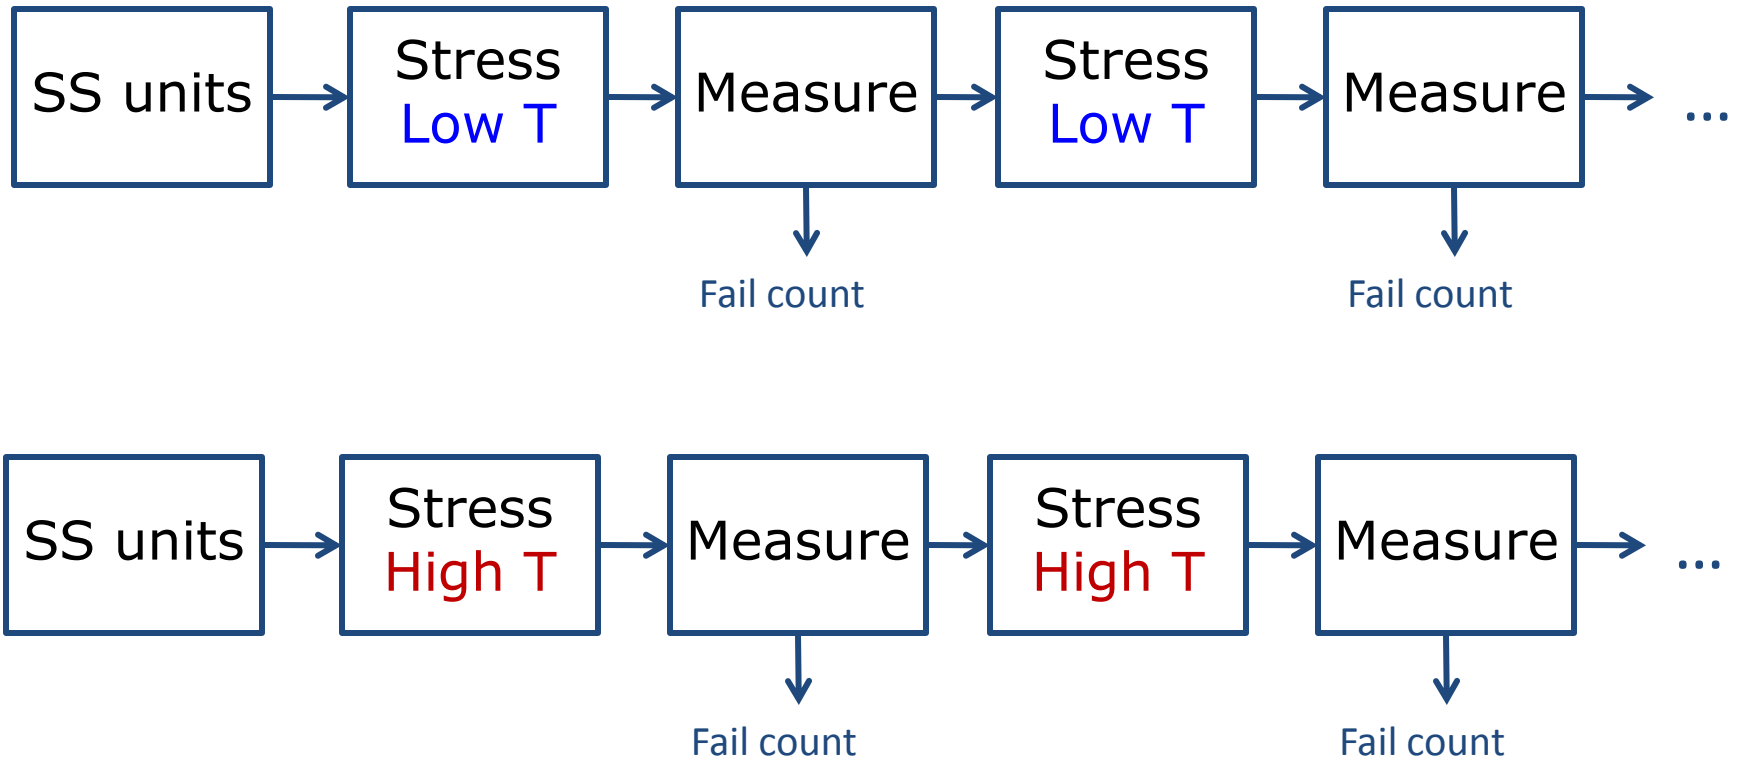 SS units
Stress
Low T
Measure
Stress
Low T
Measure
...
Fail count
Fail count
SS units
Stress
High T
Measure
Stress
High T
Measure
...
Fail count
Fail count